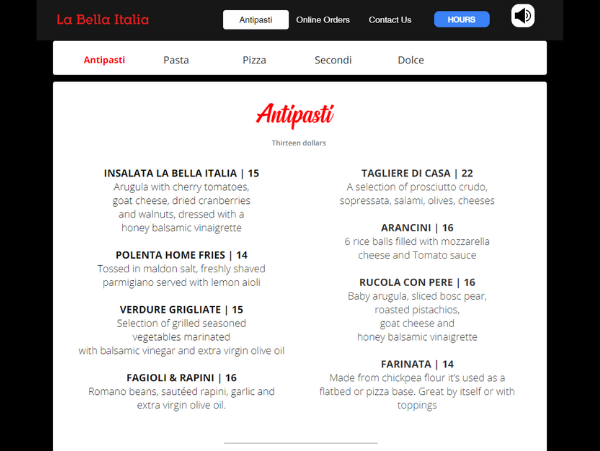 La Bella Italia
Antipasti
Online Orders
Contact Us
HOURS
Antipasti
Pasta
Pizza
Secondi
Dolce
Antipasti
Thirteen dollars
INSALATA LA BELLA ITALIA | 15
Arugula with cherry tomatoes,
goat cheese, dried cranberries
and walnuts, dressed with a
honey balsamic vinaigrette
POLENTA HOME FRIES | 14
Tossed in maldon salt, freshly shaved
parmigiano served with lemon aioli
VERDURE GRIGLIATE | 15
Selection of grilled seasoned
vegetables marinated
with balsamic vinegar and extra virgin olive oil
FAGIOLI & RAPINI | 16
Romano beans, sautéed rapini, garlic and
extra virgin olive oil.
TAGLIERE DI CASA | 22
A selection of prosciutto crudo,
sopressata, salami, olives, cheeses
ARANCINI | 16
6 rice balls filled with mozzarella
cheese and Tomato sauce
RUCOLA CON PERE | 16
Baby arugula, sliced bosc pear,
roasted pistachios,
goat cheese and
honey balsamic vinaigrette
FARINATA | 14
Made from chickpea flour it's used as a
flatbed or pizza base. Great by itself or with
toppings